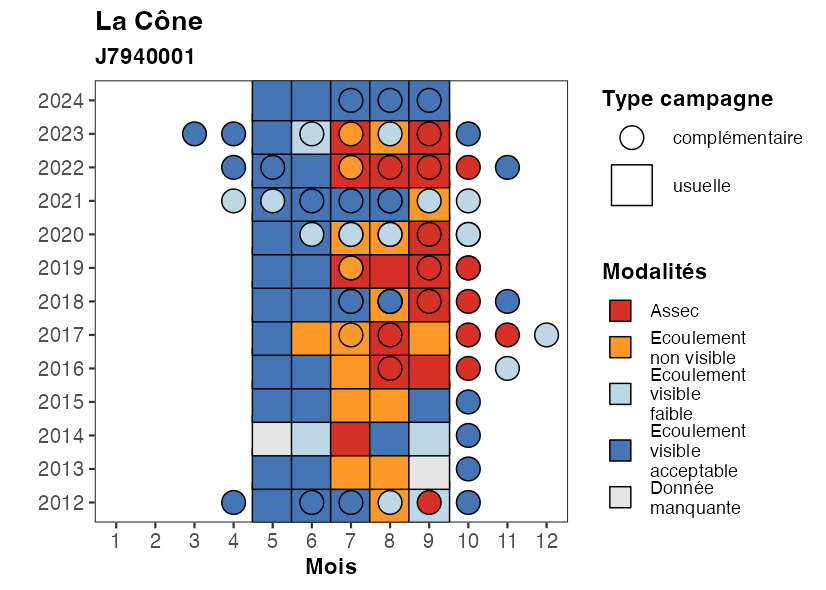 La Cône
J7940001
2024
2023
2022
2021
2020
2019
2018
2017
2016
2015
2014
2013
2012
1 2 3 4 5 6 7 8 9 10 11 12
Mois
Type campagne
complémentaire
usuelle
Modalités
Assec
Ecoulement
non visible
Ecoulement
visible
faible
Ecoulement
visible
acceptable
Donnée
manquante